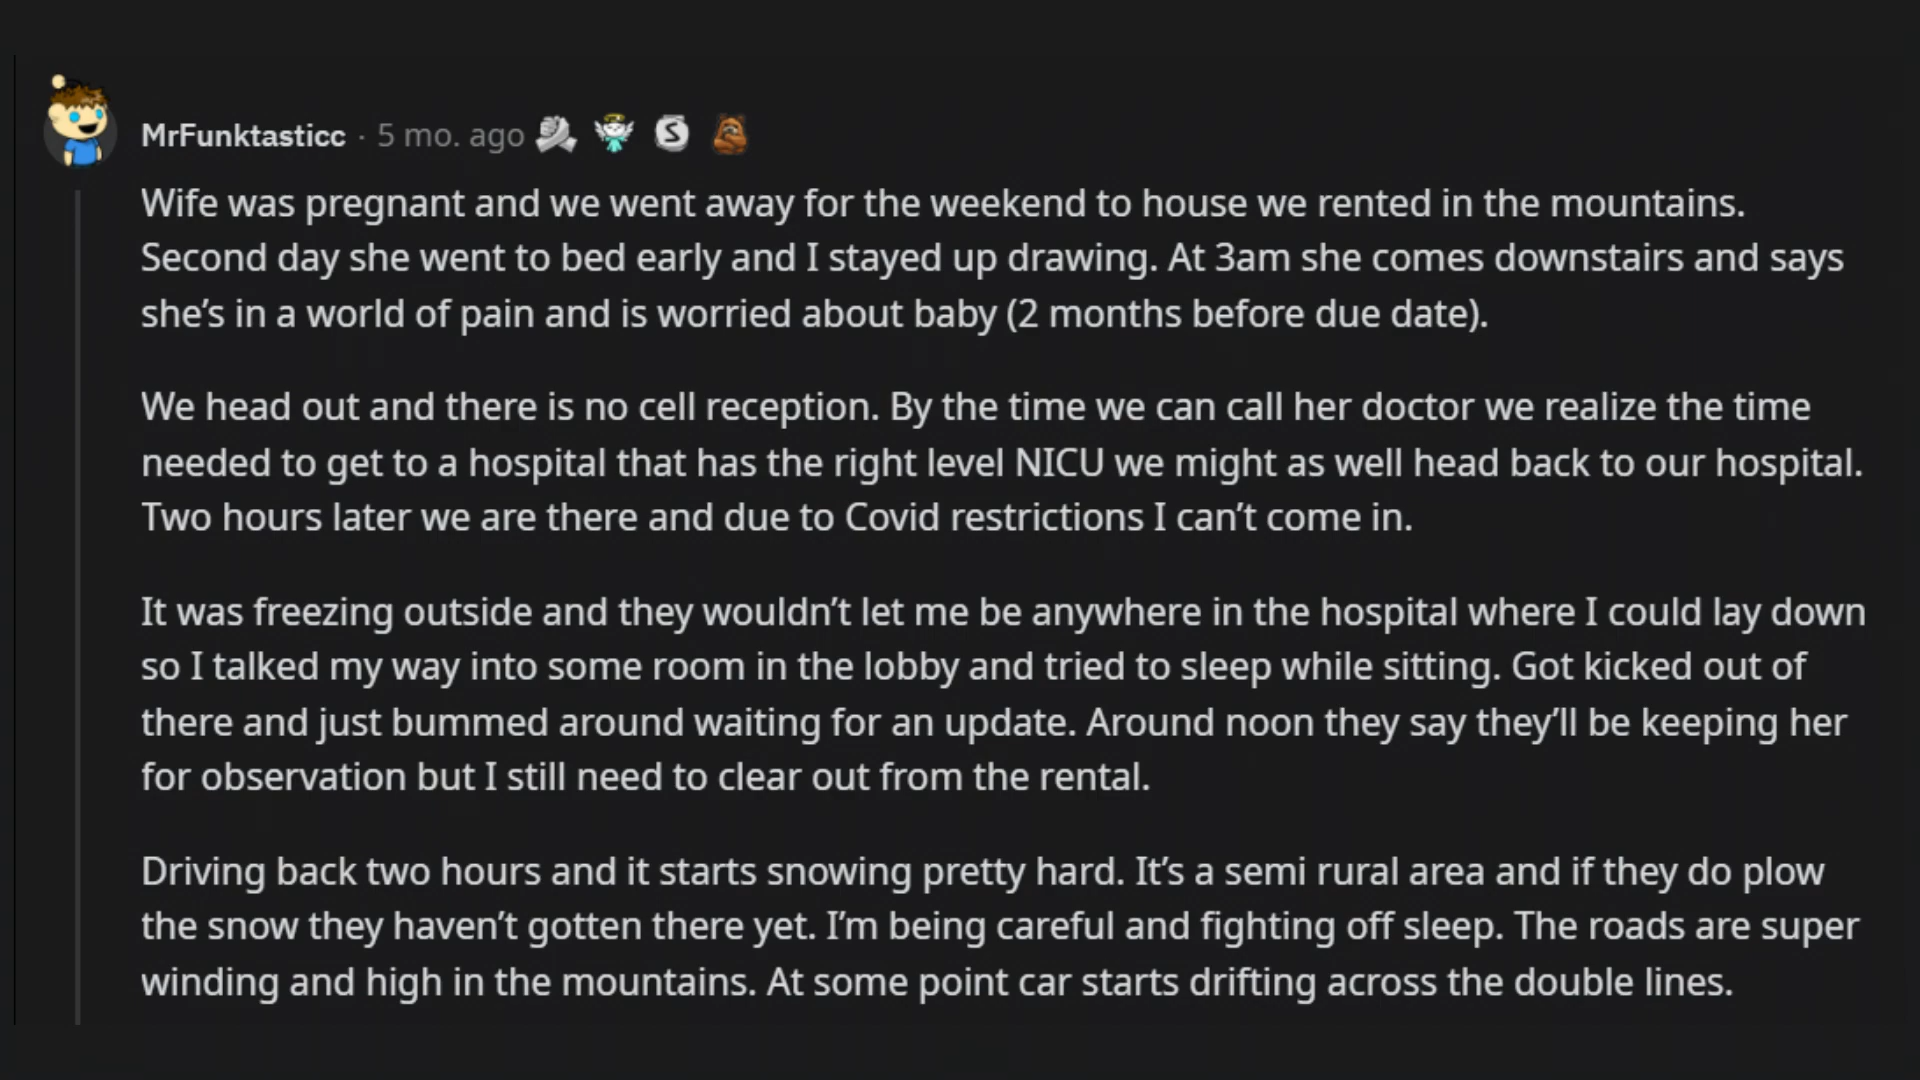 MrFunktasticc · 5 mo. ago
Wife was pregnant and we went away for the weekend to house we rented in the mountains.
Second day she went to bed early and I stayed up drawing. At 3am she comes downstairs and says
she’s in a world of pain and is worried about baby (2 months before due date).
We head out and there is no cell reception. By the time we can call her doctor we realize the time
needed to get to a hospital that has the right level NICU we might as well head back to our hospital.
Two hours later we are there and due to Covid restrictions I can’t come in.
It was freezing outside and they wouldn’t let me be anywhere in the hospital where I could lay down
so I talked my way into some room in the lobby and tried to sleep while sitting. Got kicked out of
there and just bummed around waiting for an update. Around noon they say they’ll be keeping her
for observation but I still need to clear out from the rental.
Driving back two hours and it starts snowing pretty hard. It’s a semi rural area and if they do plow
the snow they haven’t gotten there yet. I’m being careful and fighting off sleep. The roads are super
winding and high in the mountains. At some point car starts drifting across the double lines.